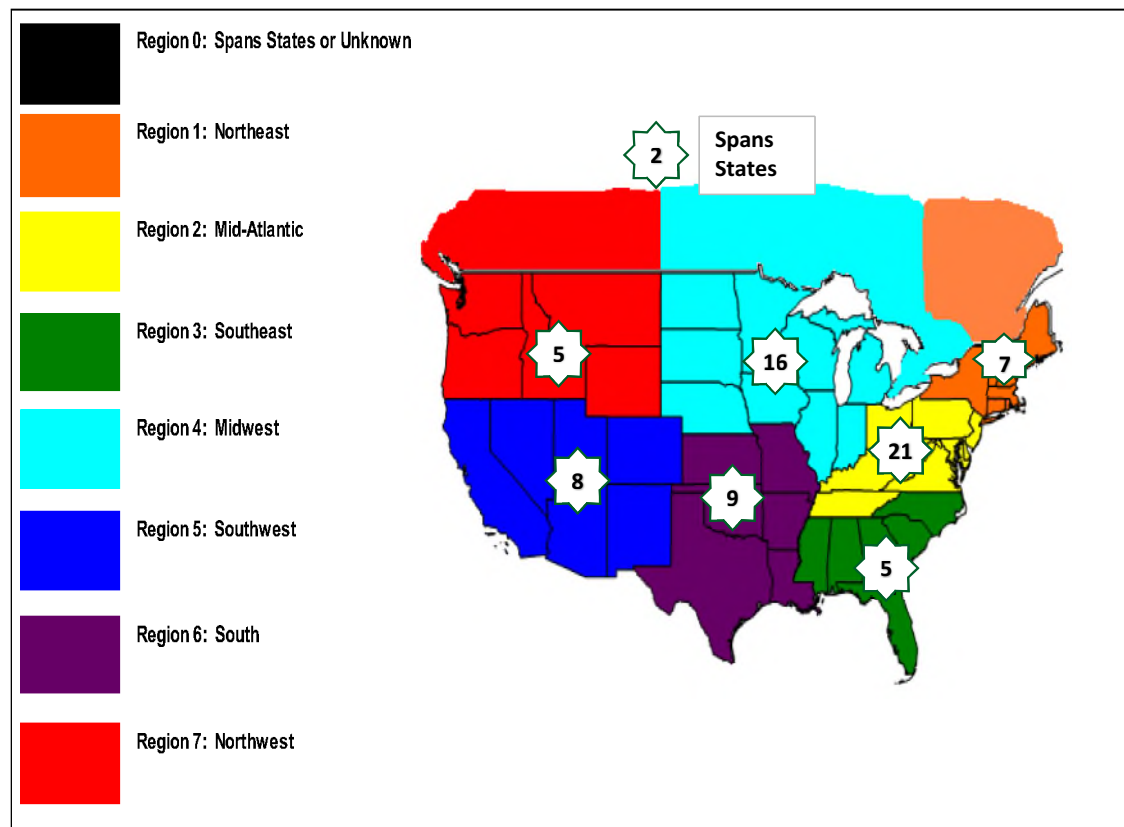 Region 0: Spans States or Unknown
Region 1: Northeast
Region 2: Mid-Atlantic
Region 3: Southeast
Region 4: Midwest
Region 5: Southwest
Region 6: South
Region 7: Northwest
2
Spans
States
5
16
7
21
8
9
5